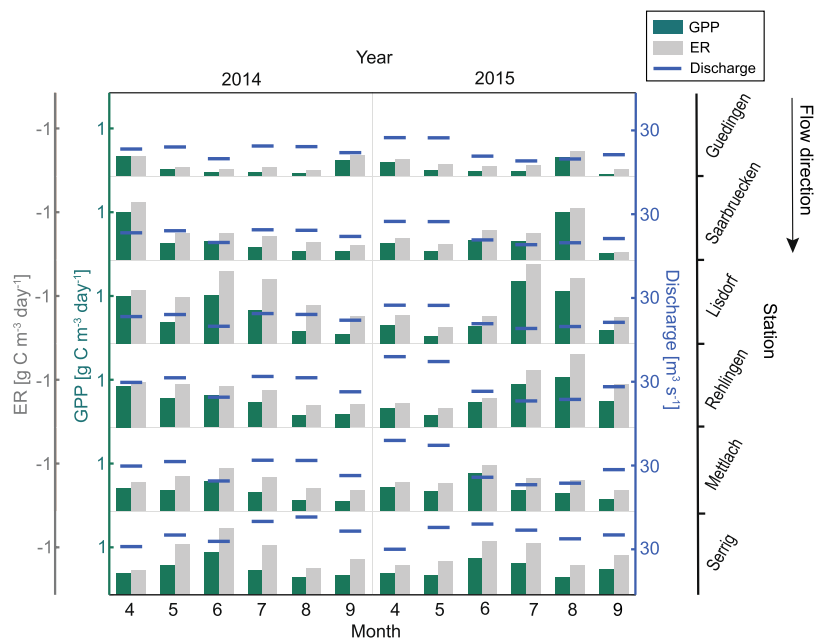 GPP
ER
Discharge
Year
2014
2015
-1
1
30
Guedingen
Flow direction
-1
1
30
Saarbruecken
-1
1
30
Lisdorf
ER [g C m⁻³ day⁻¹]
GPP [g C m⁻³ day⁻¹]
Discharge [m³ s⁻¹]
Station
-1
1
30
Rehlingen
-1
1
30
Mettlach
-1
1
30
Serrig
4 5 6 7 8 9 4 5 6 7 8 9
Month